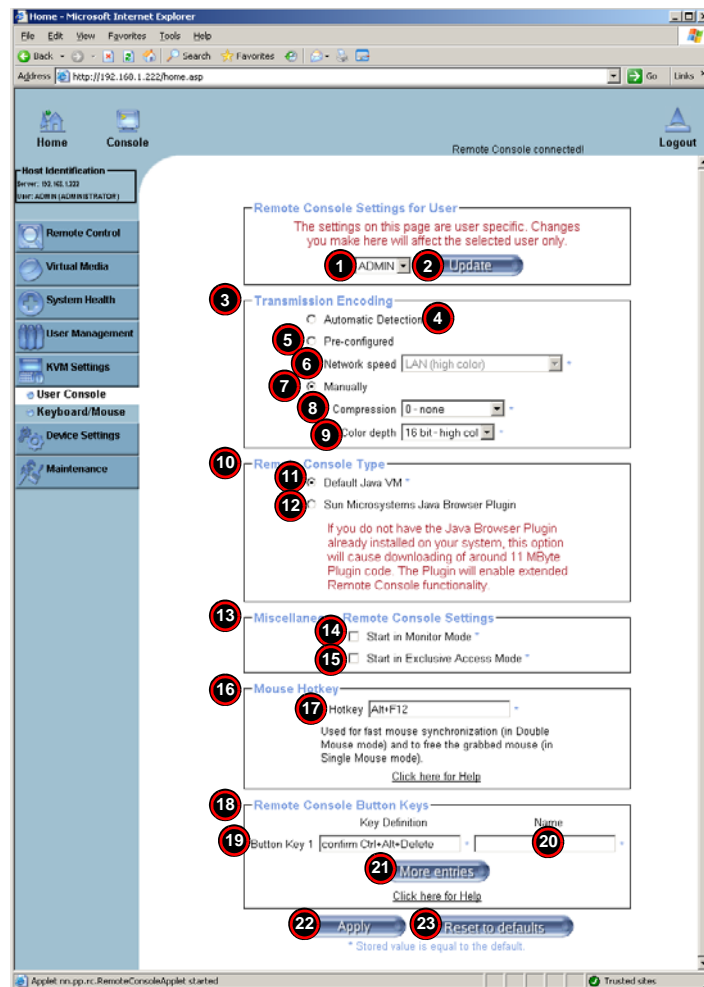 Home - Microsoft Internet Explorer
File Edit View Favorites Tools Help
Back Search Favorites
Address http://192.168.1.222/home.asp Go Links
Home Console Remote Console connected! Logout
Host Identification
Server: 192.168.1.222
User: ADMIN (ADMINISTRATOR)
Remote Control
Virtual Media
System Health
User Management
KVM Settings
User Console
Keyboard/Mouse
Device Settings
Maintenance
Remote Console Settings for User
The settings on this page are user specific. Changes
you make here will affect the selected user only.
1 ADMIN 2 Update
3 Transmission Encoding
Automatic Detection 4
5 Pre-configured
6 Network speed LAN (high color) *
7 Manually
8 Compression 0 - none *
9 Color depth 16 bit - high col *
10 Console Type
11 Default Java VM *
12 Sun Microsystems Java Browser Plugin
If you do not have the Java Browser Plugin
already installed on your system, this option
will cause downloading of around 11 MByte
Plugin code. The Plugin will enable extended
Remote Console functionality.
13 Remote Console Settings
14 Start in Monitor Mode *
15 Start in Exclusive Access Mode *
16 Mouse Hotkey
17 Hotkey Alt+F12 *
Used for fast mouse synchronization (in Double
Mouse mode) and to free the grabbed mouse (in
Single Mouse mode).
Click here for Help
18 Remote Console Button Keys
Key Definition Name
19 Button Key 1 confirm Ctrl+Alt+Delete * 20 *
21 More entries
Click here for Help
22 Apply 23 Reset to defaults
* Stored value is equal to the default.
Applet nn.pp.rc.RemoteConsoleApplet started Trusted sites